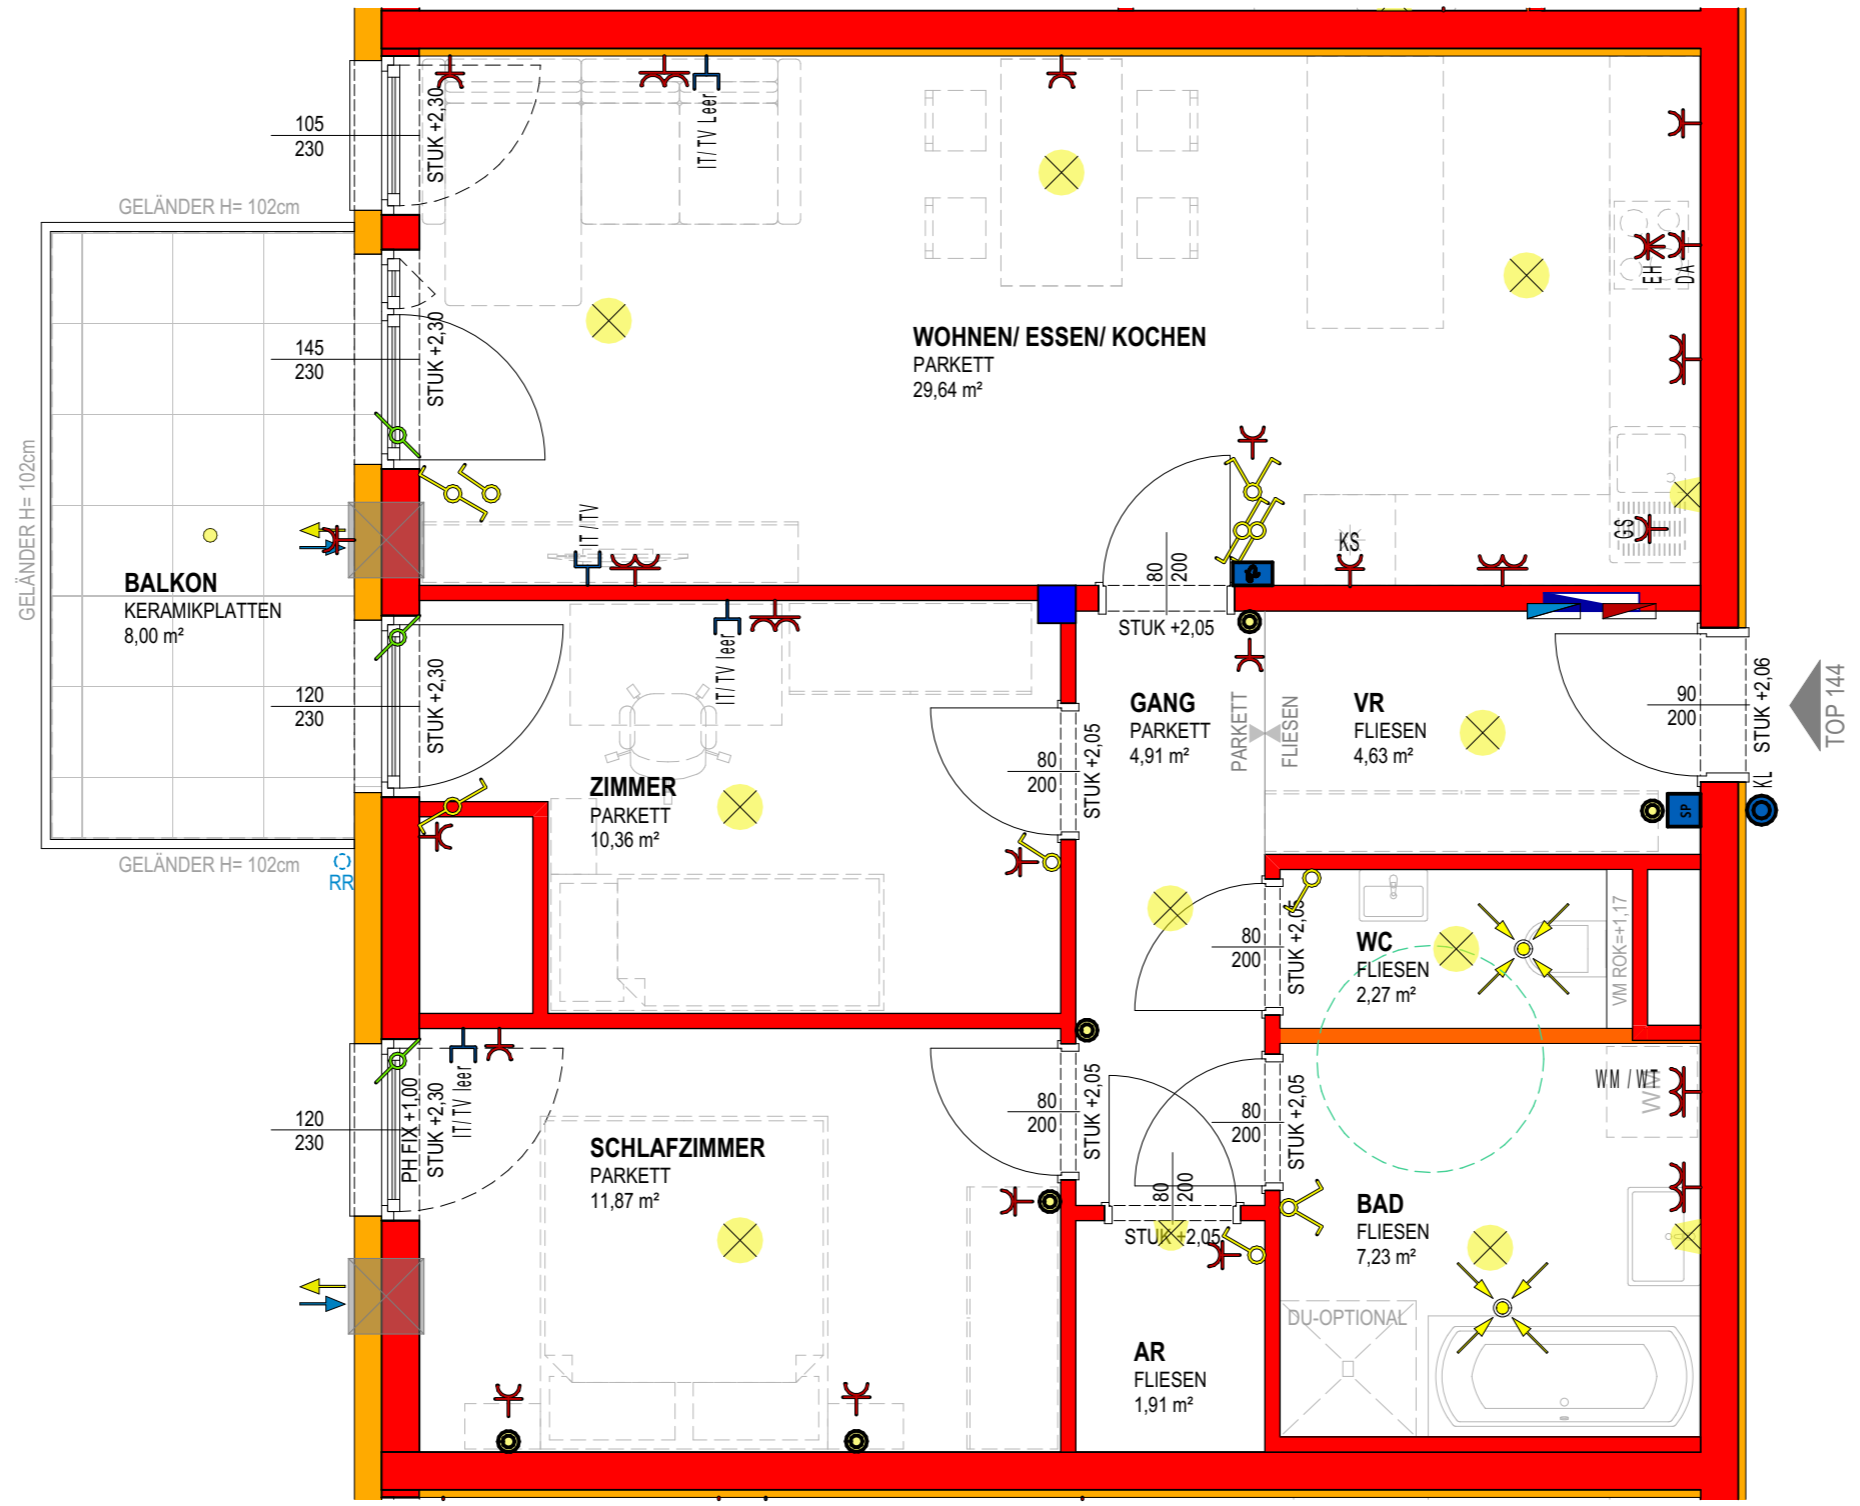 105
230
STUK +2,30
IT/TV Leer
GELÄNDER H= 102cm
EH
DA
WOHNEN/ ESSEN/ KOCHEN
PARKETT
29,64 m²
145
230
STUK +2,30
GELÄNDER H= 102cm
IT / TV
GS
KS
80
200
STUK +2,05
BALKON
KERAMIKPLATTEN
8,00 m²
120
230
STUK +2,30
IT/TV leer
ZIMMER
PARKETT
10,36 m²
80
200
STUK +2,05
GANG
PARKETT
4,91 m²
PARKETT
FLIESEN
VR
FLIESEN
4,63 m²
90
200
STUK +2,06
TOP 144
KL
SP
GELÄNDER H= 102cm
RR
80
200
STUK +2,05
WC
FLIESEN
2,27 m²
VM ROK=+1,17
120
230
PH FIX +1,00
STUK +2,30
IT/TV leer
SCHLAFZIMMER
PARKETT
11,87 m²
80
200
STUK +2,05
80
200
STUK +2,05
WM / WT
WM
80
200
STUK +2,05
BAD
FLIESEN
7,23 m²
DU-OPTIONAL
AR
FLIESEN
1,91 m²